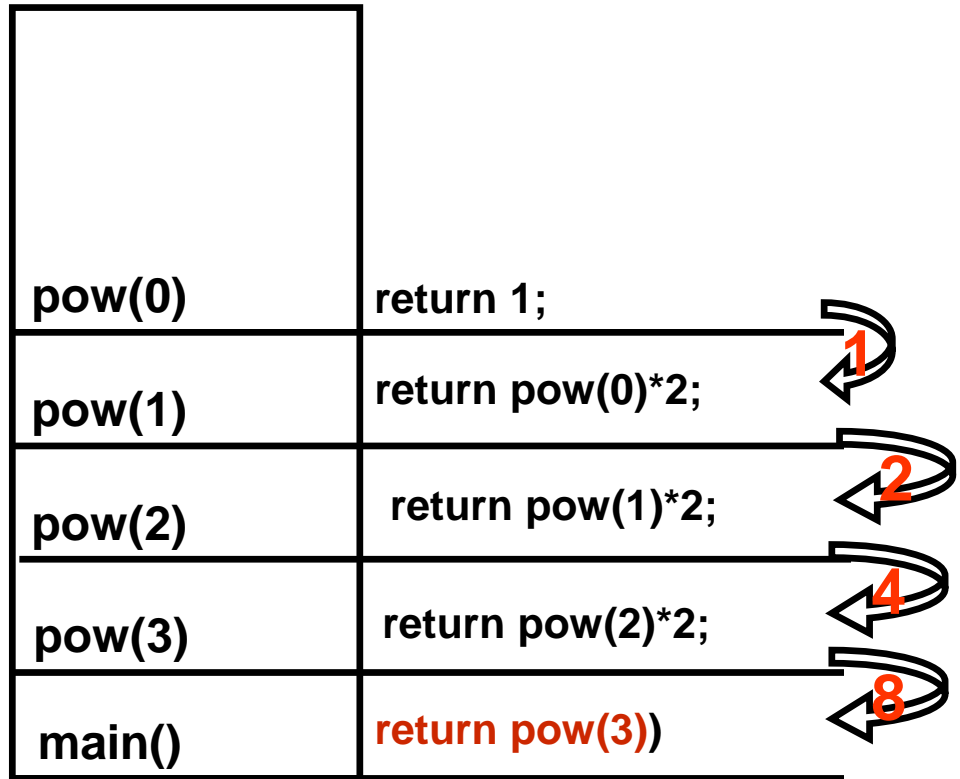 pow(0) return 1;
1
pow(1) return pow(0)*2;
2
pow(2) return pow(1)*2;
4
pow(3) return pow(2)*2;
8
main() return pow(3))